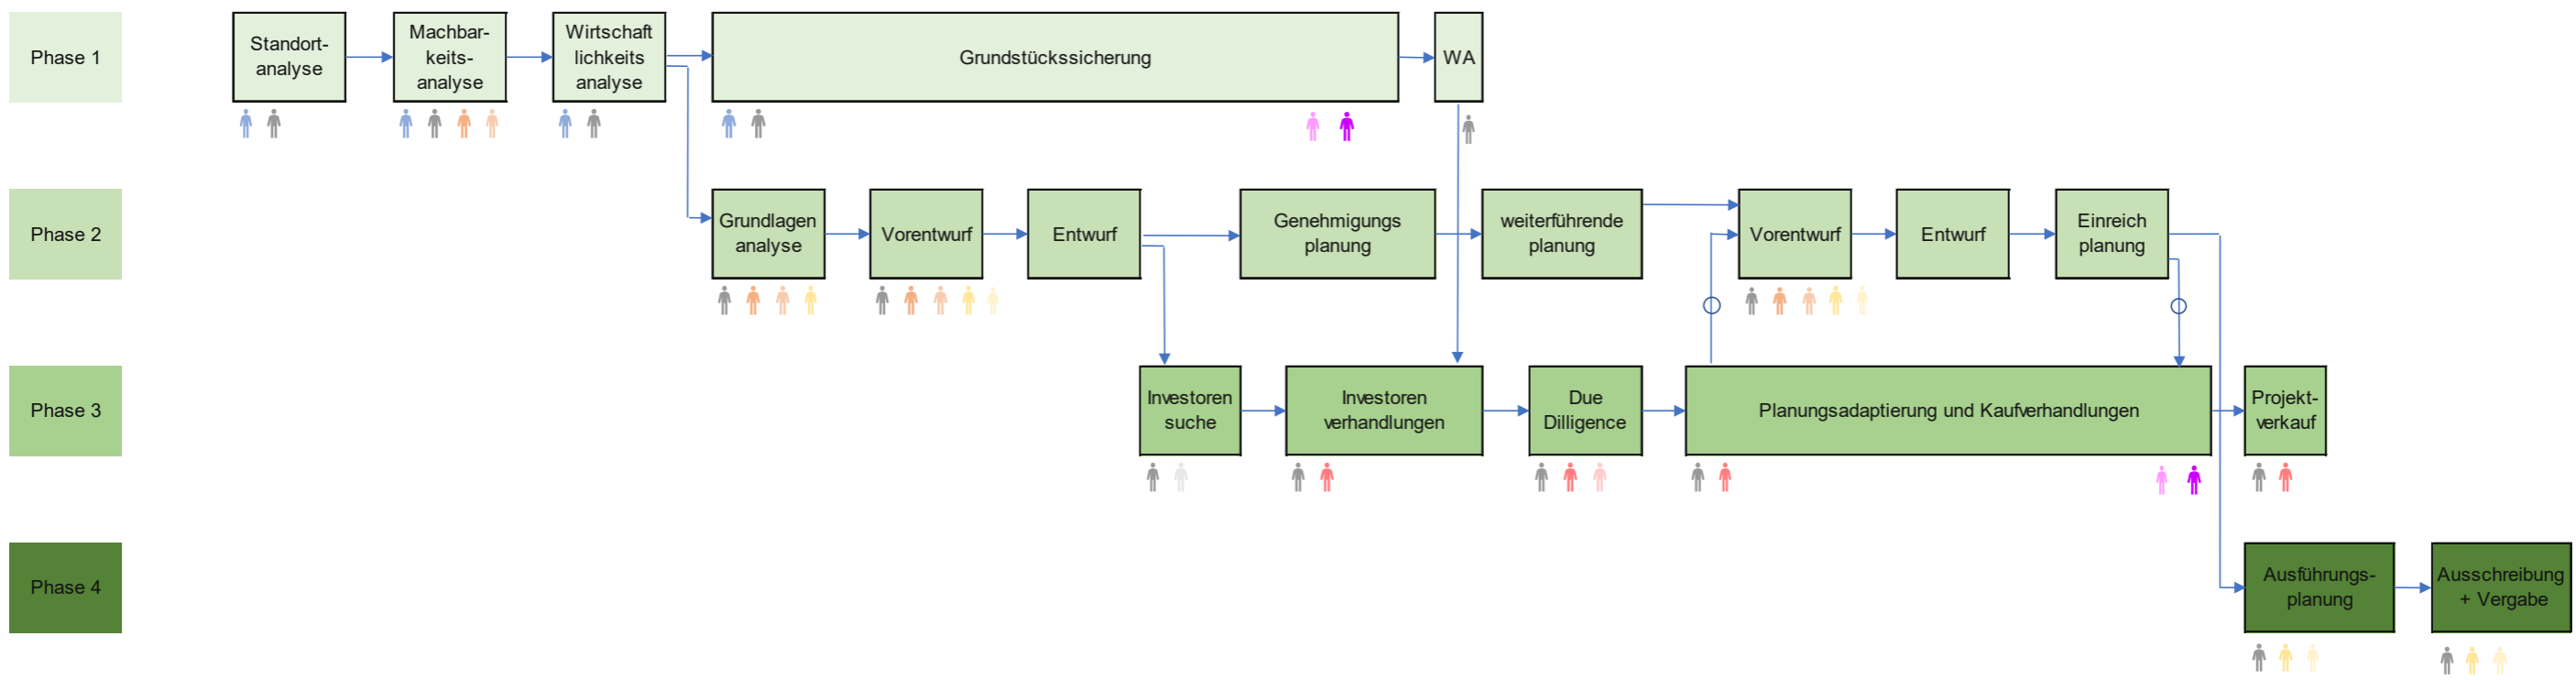 Phase 1
Standort-
analyse
Machbar-
keits-
analyse
Wirtschaft
lichkeits
analyse
Grundstückssicherung
WA
Phase 2
Grundlagen
analyse
Vorentwurf
Entwurf
Genehmigungs
planung
weiterführende
planung
Vorentwurf
Entwurf
Einreich
planung
Phase 3
Investoren
suche
Investoren
verhandlungen
Due
Dilligence
Planungsadaptierung und Kaufverhandlungen
Projekt-
verkauf
Phase 4
Ausführungs-
planung
Ausschreibung
+ Vergabe